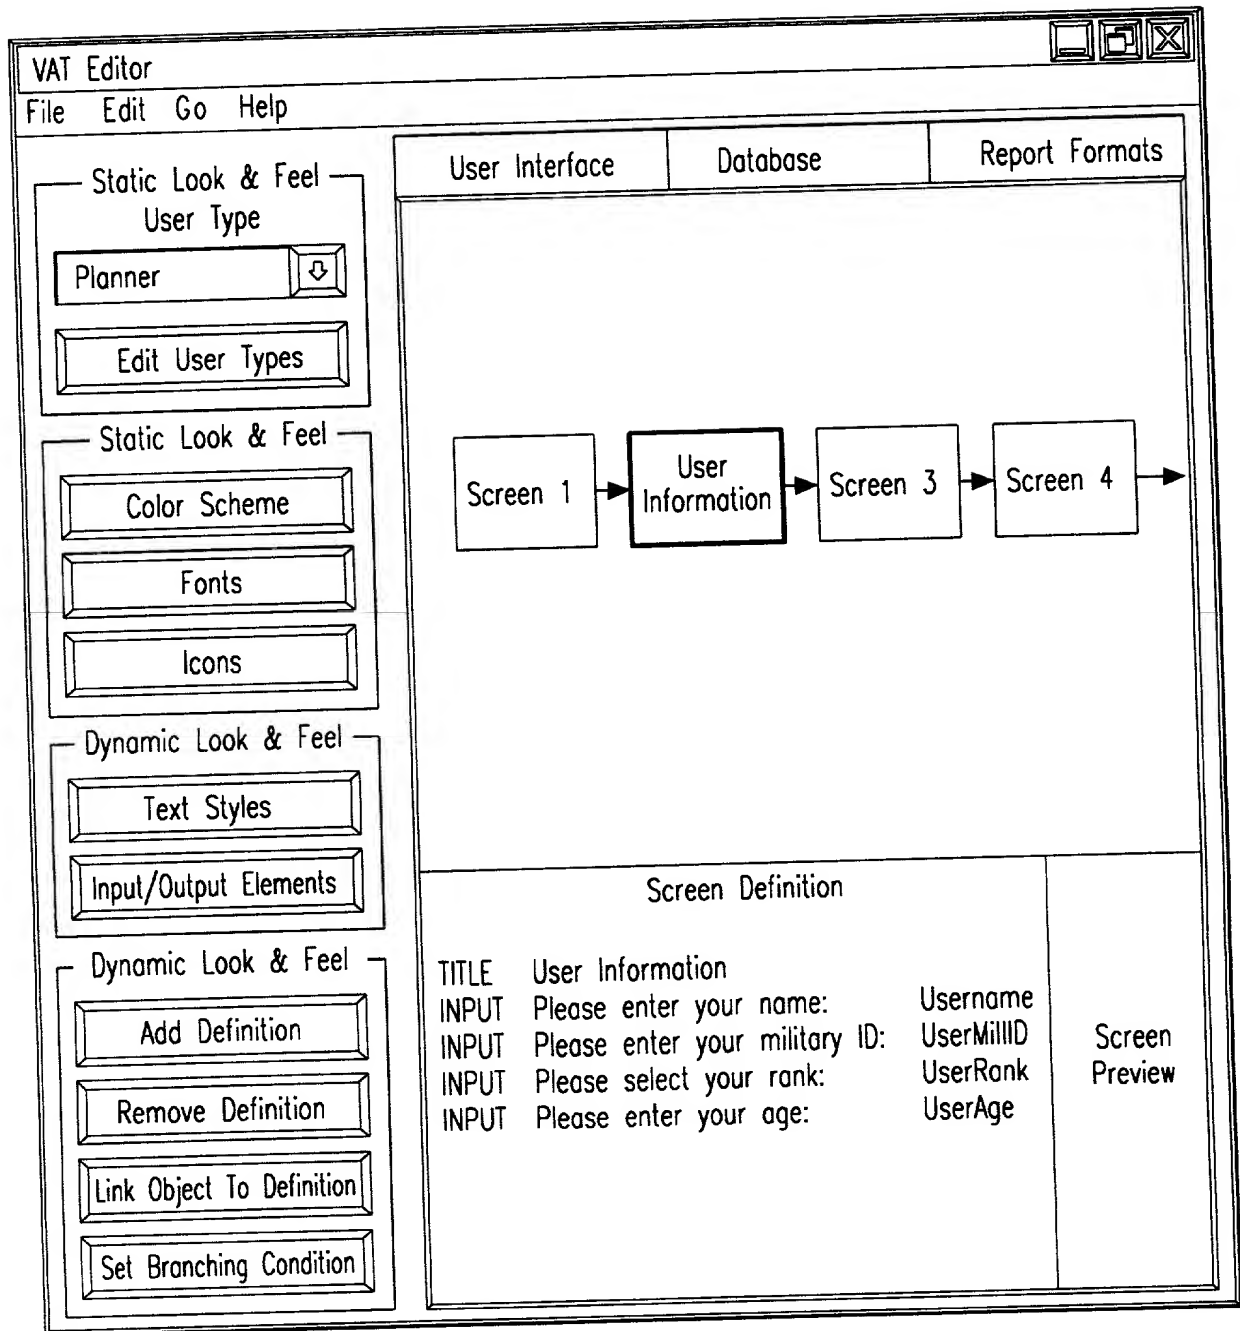 VAT Editor
File Edit Go Help
Static Look & Feel
User Type
Planner
Edit User Types
Static Look & Feel
Color Scheme
Fonts
Icons
Dynamic Look & Feel
Text Styles
Input/Output Elements
Dynamic Look & Feel
Add Definition
Remove Definition
Link Object To Definition
Set Branching Condition
User Interface Database Report Formats
Screen 1
User
Information
Screen 3
Screen 4
Screen Definition
TITLE User Information
INPUT Please enter your name: Username
INPUT Please enter your military ID: UserMillID
INPUT Please select your rank: UserRank
INPUT Please enter your age: UserAge
Screen
Preview